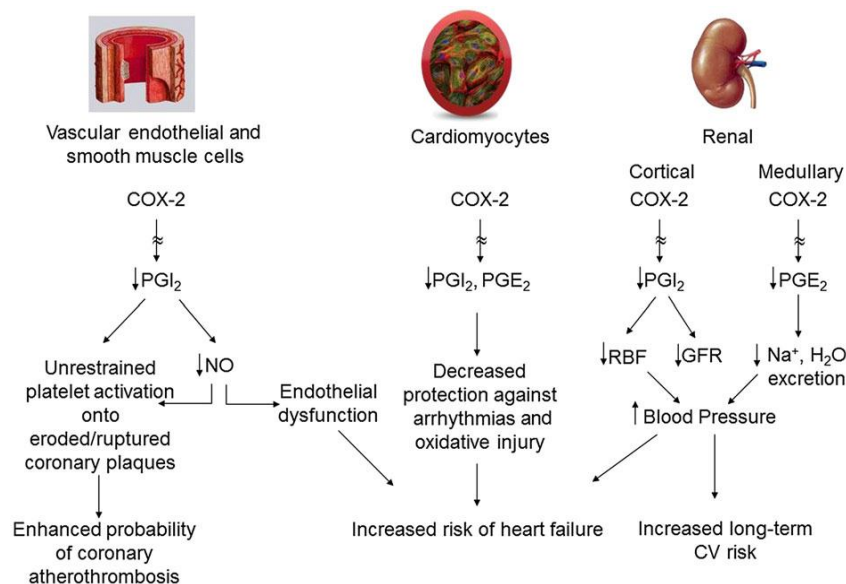 Vascular endothelial and
smooth muscle cells
Cardiomyocytes
Renal
Cortical
Medullary
COX-2
COX-2
COX-2
COX-2
≈
≈
≈
≈
↓PGI₂
↓PGI₂, PGE₂
↓PGI₂
↓PGE₂
Unrestrained
platelet activation
onto
eroded/ruptured
coronary plaques
↓NO
Endothelial
dysfunction
Decreased
protection against
arrhythmias and
oxidative injury
↓RBF
↓GFR
↓Na⁺, H₂O
excretion
↑Blood Pressure
Enhanced probability
of coronary
atherothrombosis
Increased risk of heart failure
Increased long-term
CV risk